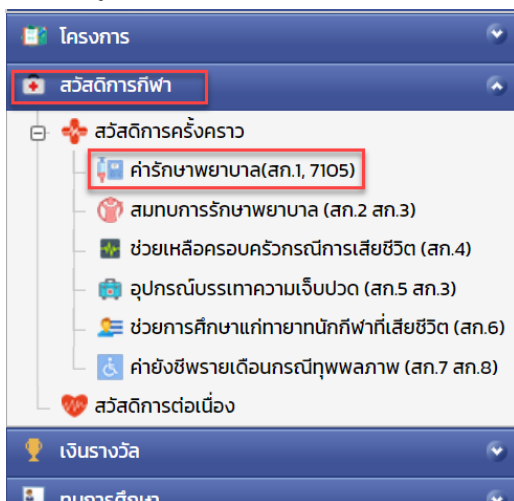 โครงการ
สวัสดิการกีฬา
สวัสดิการครั้งคราว
ค่ารักษาพยาบาล(สก.1, 7105)
สมทบการรักษาพยาบาล (สก.2 สก.3)
ช่วยเหลือครอบครัวกรณีการเสียชีวิต (สก.4)
อุปกรณ์บรรเทาความเจ็บปวด (สก.5 สก.3)
ช่วยการศึกษาแก่ทายาทนักกีฬาที่เสียชีวิต (สก.6)
ค่ายังชีพรายเดือนกรณีทุพพลภาพ (สก.7 สก.8)
สวัสดิการต่อเนื่อง
เงินรางวัล
ทุนการศึกษา